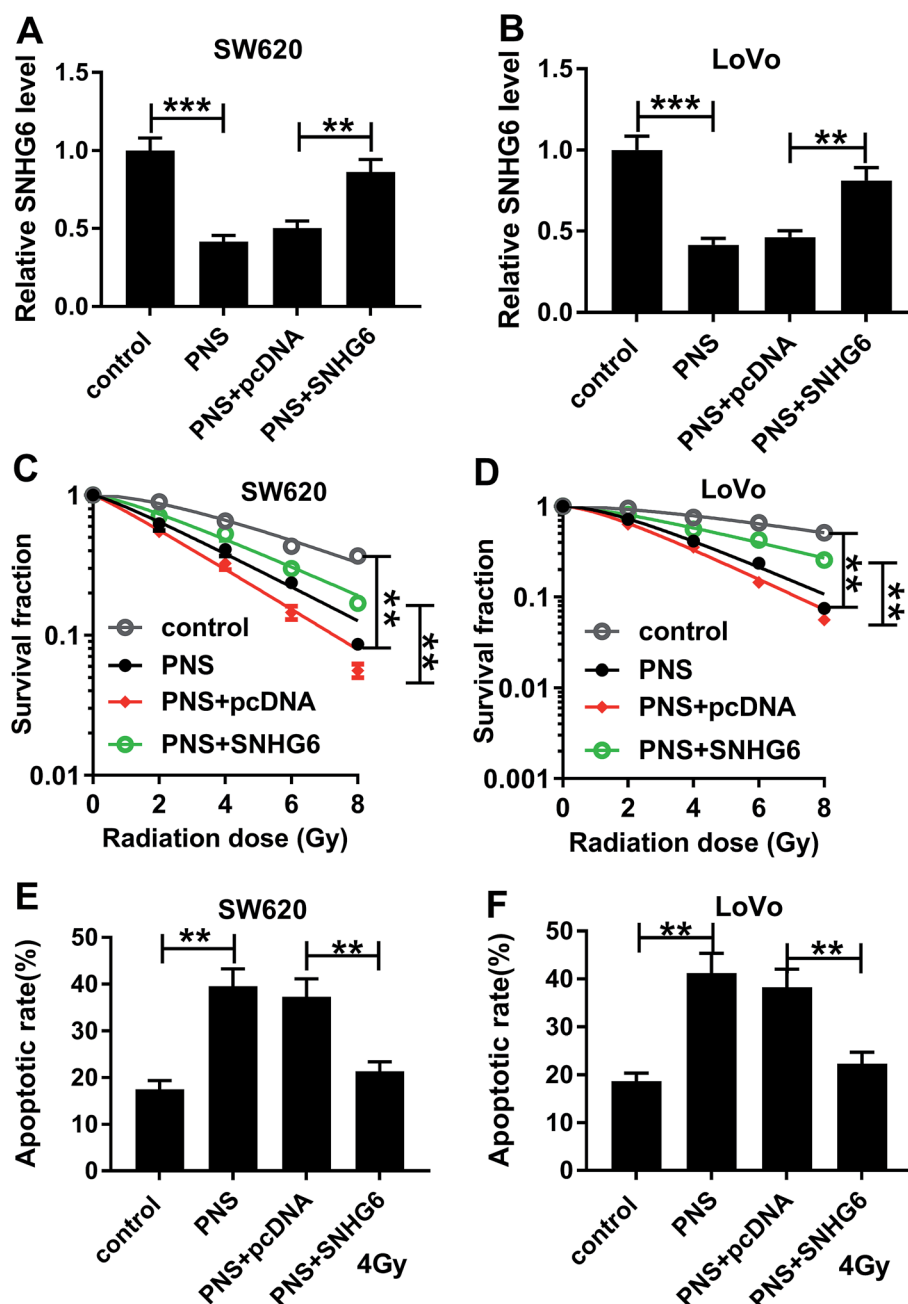 A
SW620
Relative SNHG6 level
1.5
1.0
0.5
0.0
***
**
control
PNS
PNS+pcDNA
PNS+SNHG6
B
LoVo
Relative SNHG6 level
1.5
1.0
0.5
0.0
***
**
control
PNS
PNS+pcDNA
PNS+SNHG6
C
SW620
Survival fraction
1
0.1
0.01
control
PNS
PNS+pcDNA
PNS+SNHG6
**
**
0 2 4 6 8
Radiation dose (Gy)
D
LoVo
Survival fraction
1
0.1
0.01
0.001
control
PNS
PNS+pcDNA
PNS+SNHG6
**
**
0 2 4 6 8
Radiation dose (Gy)
E
SW620
Apoptotic rate(%)
50
40
30
20
10
0
**
**
control
PNS
PNS+pcDNA
PNS+SNHG6
4Gy
F
LoVo
Apoptotic rate(%)
50
40
30
20
10
0
**
**
control
PNS
PNS+pcDNA
PNS+SNHG6
4Gy